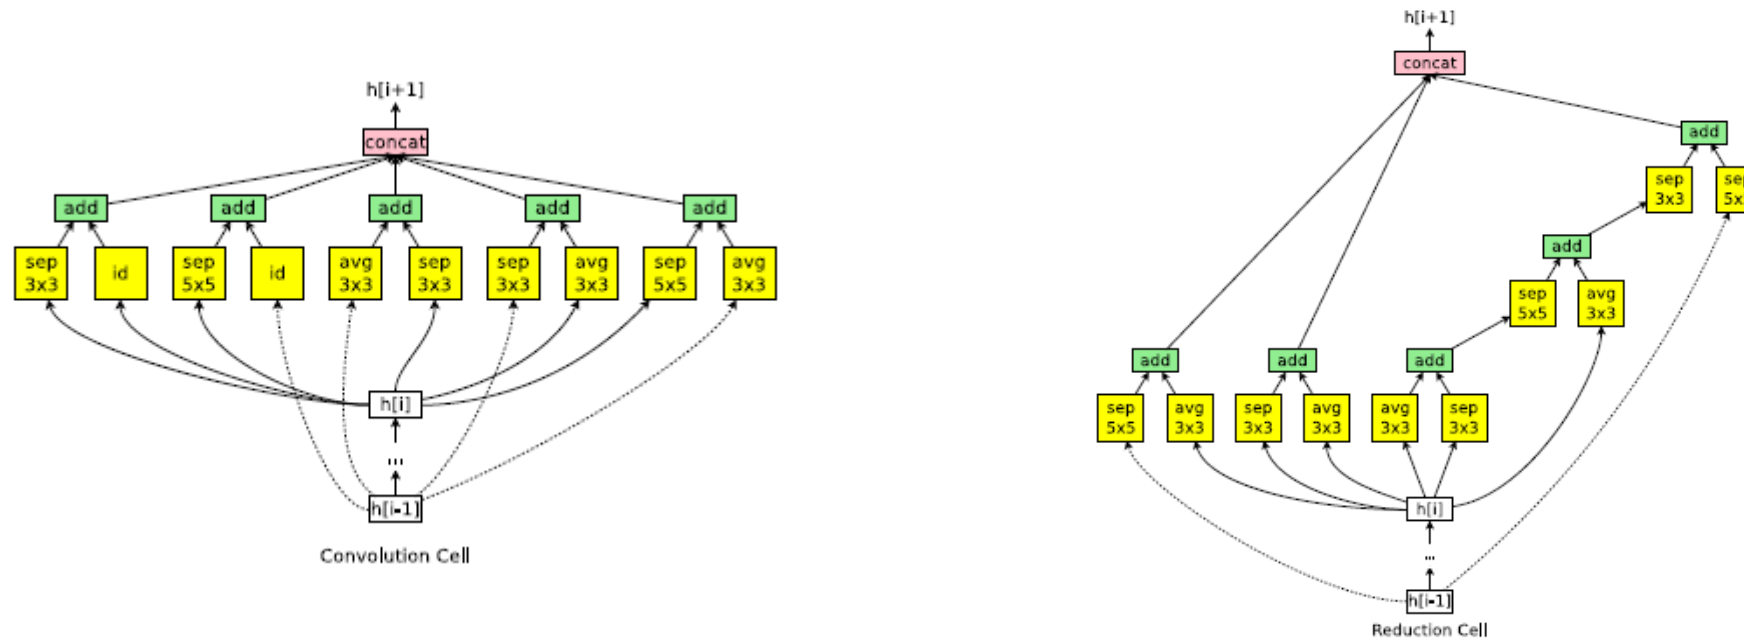 h[i+1]
concat
add add add add add
sep 3x3
id
sep 5x5
id
avg 3x3
sep 3x3
sep 3x3
avg 3x3
sep 5x5
avg 3x3
h[i]
...
h[i-1]
Convolution Cell
h[i+1]
concat
add
sep 3x3
add
sep 5x5
avg 3x3
add add add
sep 5x5
avg 3x3
sep 3x3
avg 3x3
avg 3x3
sep 3x3
h[i]
...
h[i-1]
Reduction Cell